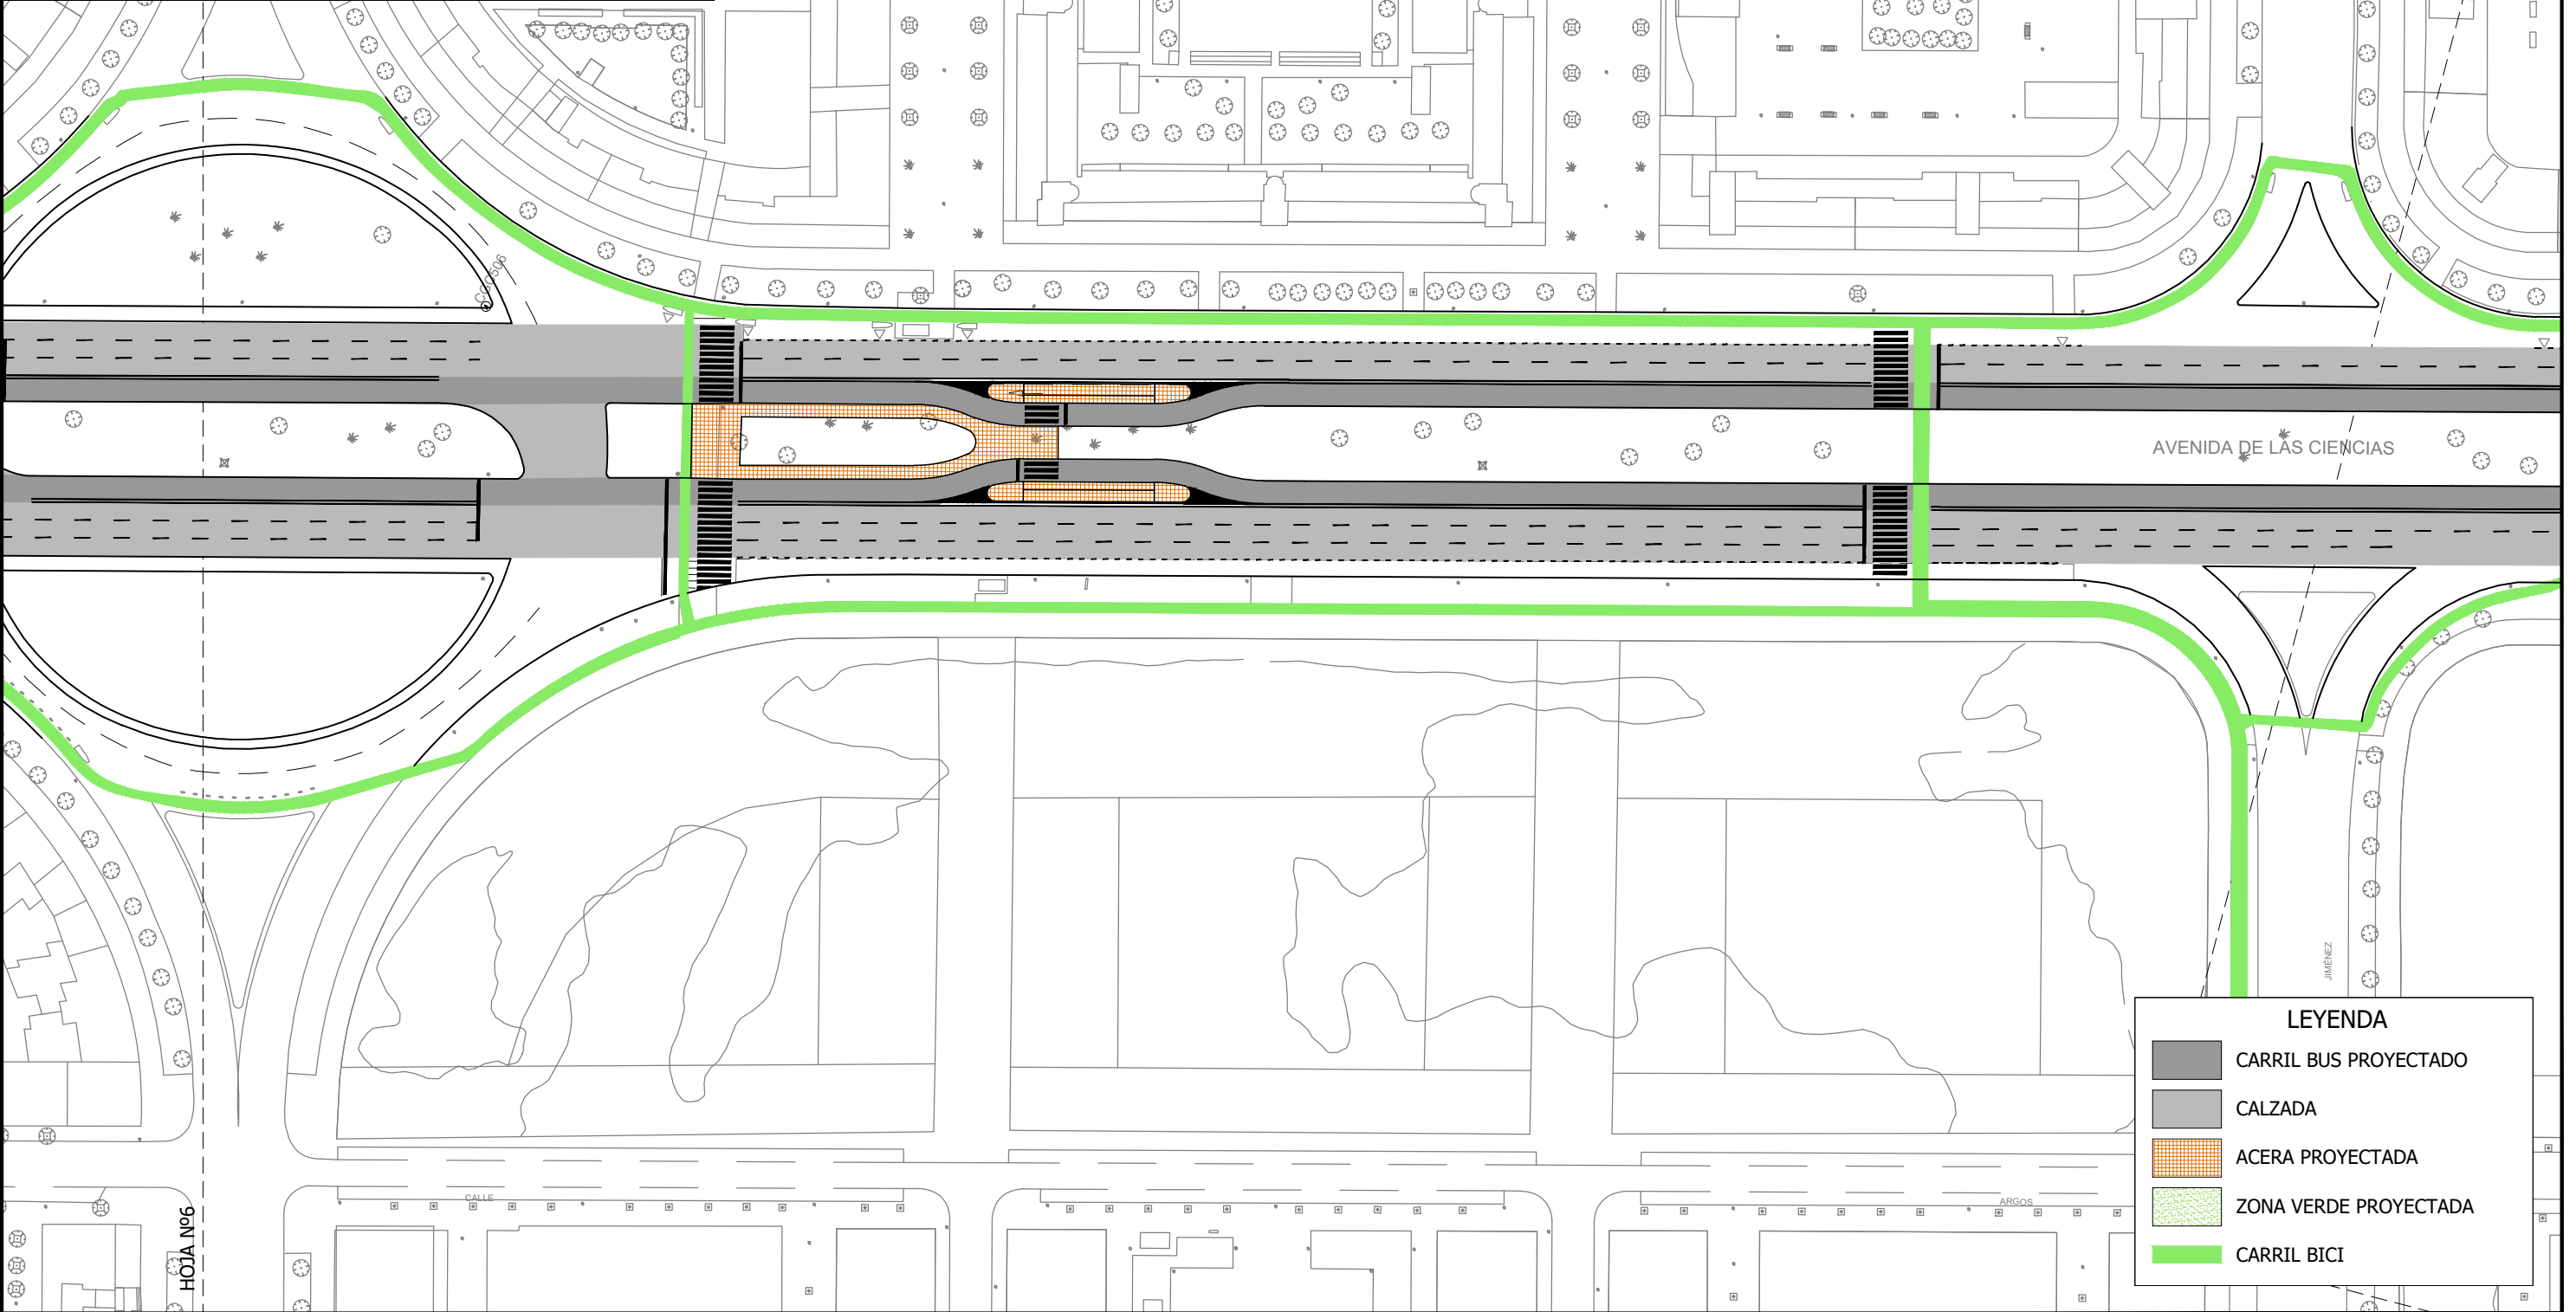 AVENIDA DE LAS CIENCIAS
JIMÉNEZ
CALLE
ARGOS
HOJA Nº6
LEYENDA
CARRIL BUS PROYECTADO
CALZADA
ACERA PROYECTADA
ZONA VERDE PROYECTADA
CARRIL BICI